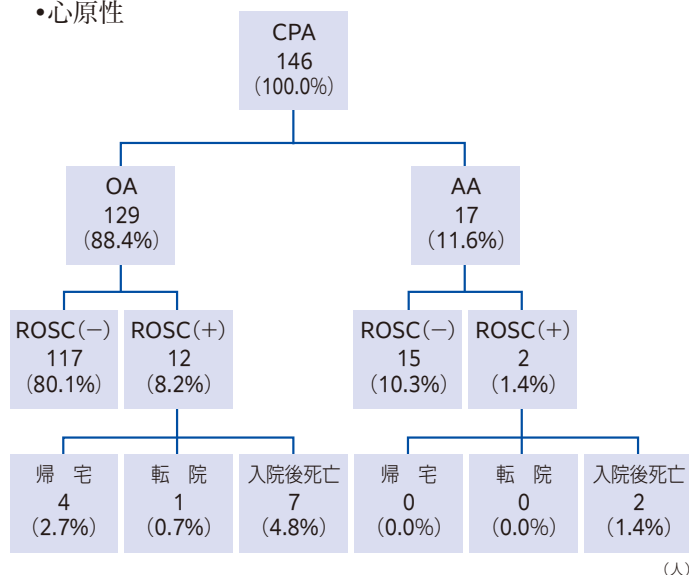 •心原性
CPA
146
（100.0%）
OA
129
（88.4%）
AA
17
（11.6%）
ROSC（−）
117
（80.1%）
ROSC（+）
12
（8.2%）
ROSC（−）
15
（10.3%）
ROSC（+）
2
（1.4%）
帰　宅
4
（2.7%）
転　院
1
（0.7%）
入院後死亡
7
（4.8%）
帰　宅
0
（0.0%）
転　院
0
（0.0%）
入院後死亡
2
（1.4%）
（人）